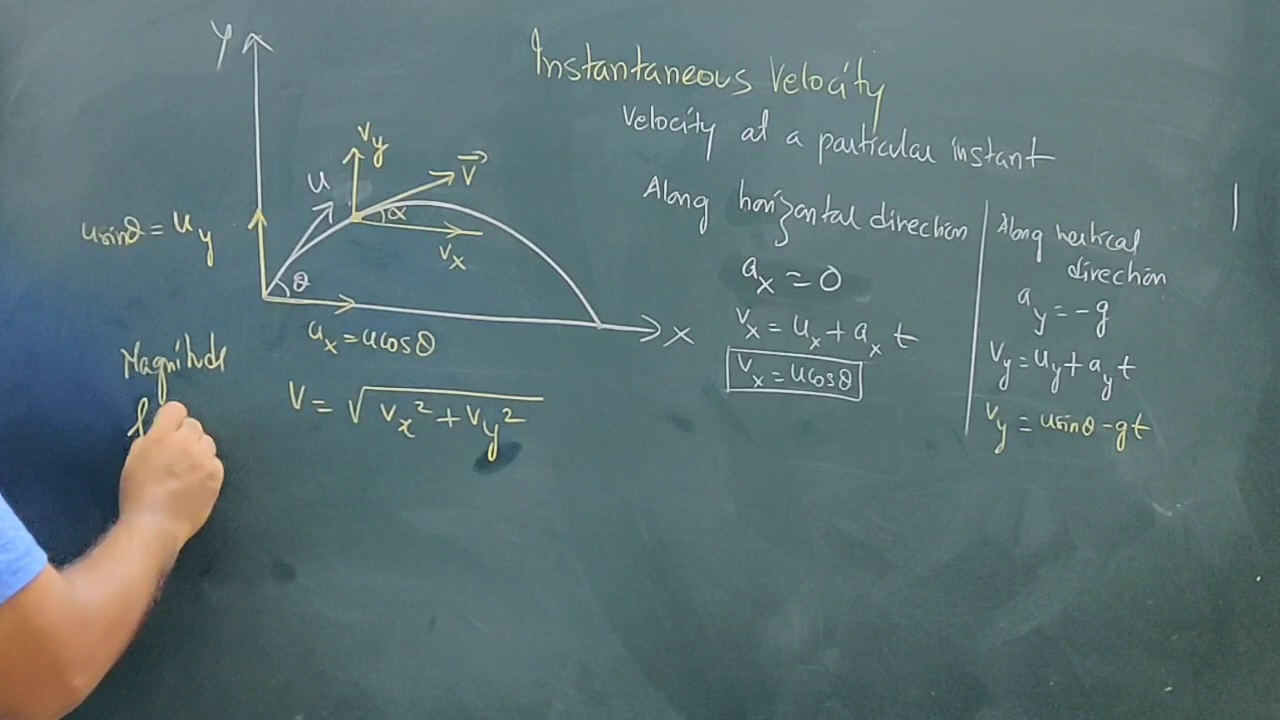 Instantaneous Velocity
Velocity at a particular instant
Y
v_y
u
V⃗
α
v_x
usinθ = u_y
θ
X
u_x = ucosθ
Along horizontal direction
a_x = 0
v_x = u_x + a_x t
v_x = ucosθ
Along vertical
direction
a_y = -g
v_y = u_y + a_y t
v_y = usinθ - gt
Magnitude
V = √(v_x² + v_y²)